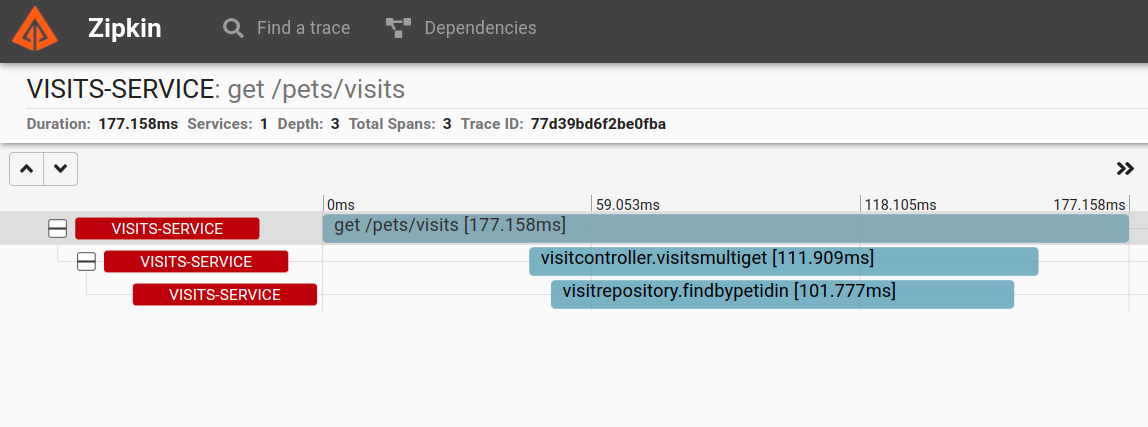 Zipkin Find a trace Dependencies
VISITS-SERVICE: get /pets/visits
Duration: 177.158ms Services: 1 Depth: 3 Total Spans: 3 Trace ID: 77d39bd6f2be0fba
0ms 59.053ms 118.105ms 177.158ms
VISITS-SERVICE get /pets/visits [177.158ms]
VISITS-SERVICE visitcontroller.visitsmultiget [111.909ms]
VISITS-SERVICE visitrepository.findbypetidin [101.777ms]